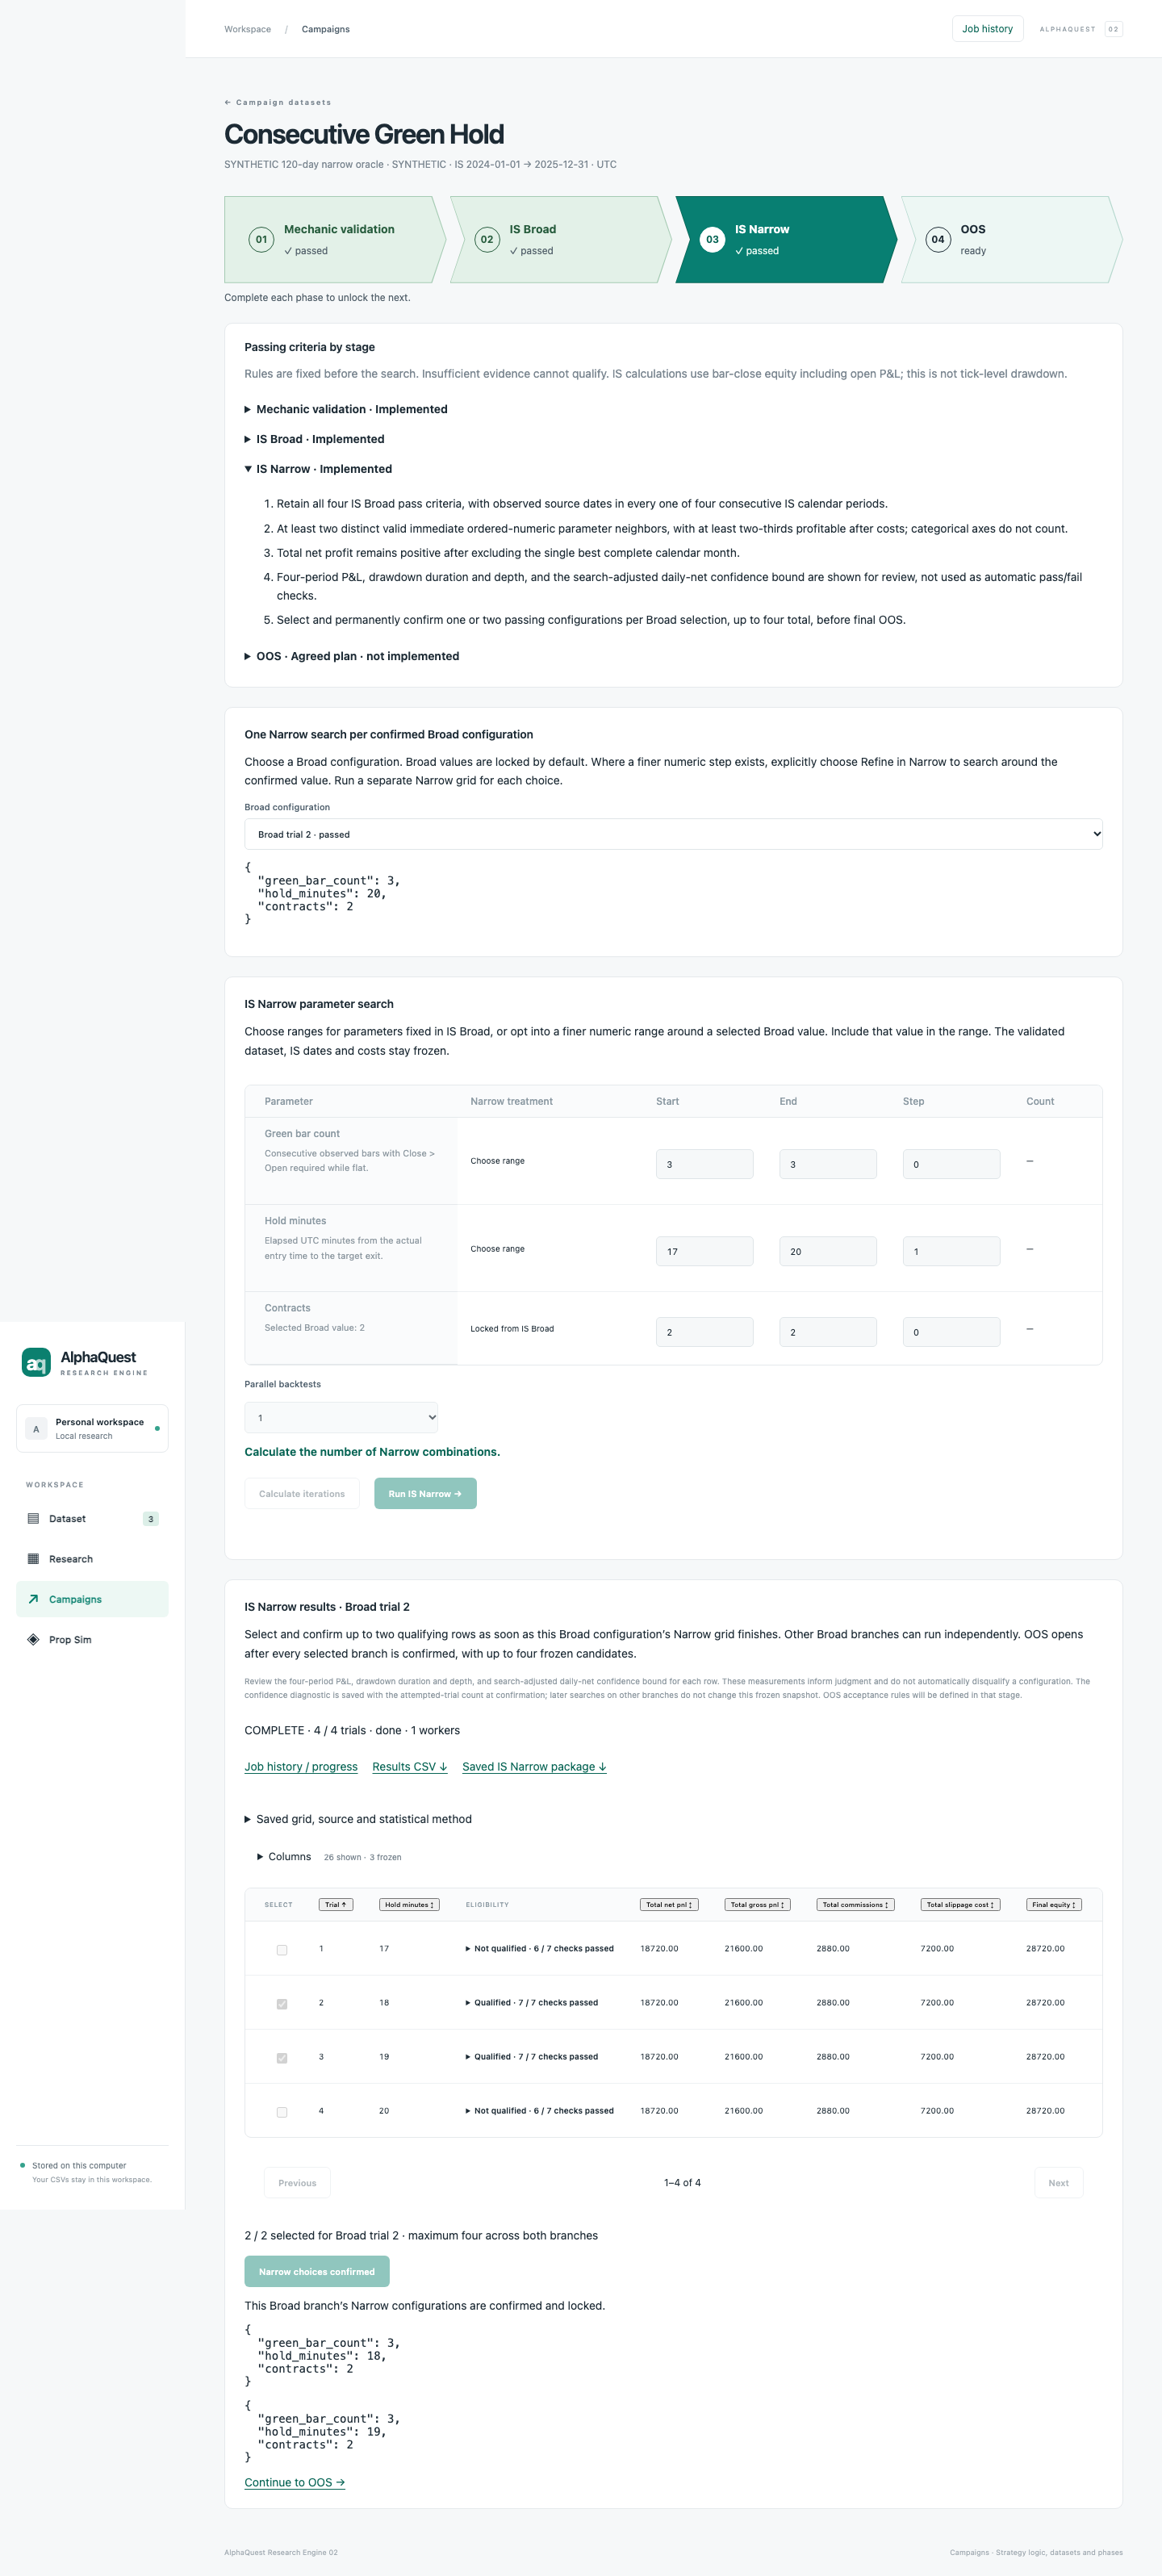 Workspace / Campaigns
Job history
ALPHAQUEST 02
← Campaign datasets
Consecutive Green Hold
SYNTHETIC 120-day narrow oracle · SYNTHETIC · IS 2024-01-01 → 2025-12-31 · UTC
01 Mechanic validation
✓ passed
02 IS Broad
✓ passed
03 IS Narrow
✓ passed
04 OOS
ready
Complete each phase to unlock the next.
Passing criteria by stage
Rules are fixed before the search. Insufficient evidence cannot qualify. IS calculations use bar-close equity including open P&L; this is not tick-level drawdown.
▶ Mechanic validation · Implemented
▶ IS Broad · Implemented
▼ IS Narrow · Implemented
1. Retain all four IS Broad pass criteria, with observed source dates in every one of four consecutive IS calendar periods.
2. At least two distinct valid immediate ordered-numeric parameter neighbors, with at least two-thirds profitable after costs; categorical axes do not count.
3. Total net profit remains positive after excluding the single best complete calendar month.
4. Four-period P&L, drawdown duration and depth, and the search-adjusted daily-net confidence bound are shown for review, not used as automatic pass/fail
checks.
5. Select and permanently confirm one or two passing configurations per Broad selection, up to four total, before final OOS.
▶ OOS · Agreed plan · not implemented
One Narrow search per confirmed Broad configuration
Choose a Broad configuration. Broad values are locked by default. Where a finer numeric step exists, explicitly choose Refine in Narrow to search around the
confirmed value. Run a separate Narrow grid for each choice.
Broad configuration
Broad trial 2 · passed
{
"green_bar_count": 3,
"hold_minutes": 20,
"contracts": 2
}
IS Narrow parameter search
Choose ranges for parameters fixed in IS Broad, or opt into a finer numeric range around a selected Broad value. Include that value in the range. The validated
dataset, IS dates and costs stay frozen.
Parameter Narrow treatment Start End Step Count
Green bar count
Consecutive observed bars with Close >
Open required while flat.
Choose range 3 3 0 —
Hold minutes
Elapsed UTC minutes from the actual
entry time to the target exit.
Choose range 17 20 1 —
Contracts
Selected Broad value: 2
Locked from IS Broad 2 2 0 —
Parallel backtests
1
Calculate the number of Narrow combinations.
Calculate iterations Run IS Narrow →
IS Narrow results · Broad trial 2
Select and confirm up to two qualifying rows as soon as this Broad configuration's Narrow grid finishes. Other Broad branches can run independently. OOS opens
after every selected branch is confirmed, with up to four frozen candidates.
Review the four-period P&L, drawdown duration and depth, and search-adjusted daily-net confidence bound for each row. These measurements inform judgment and do not automatically disqualify a configuration. The
confidence diagnostic is saved with the attempted-trial count at confirmation; later searches on other branches do not change this frozen snapshot. OOS acceptance rules will be defined in that stage.
COMPLETE · 4 / 4 trials · done · 1 workers
Job history / progress Results CSV ↓ Saved IS Narrow package ↓
▶ Saved grid, source and statistical method
▶ Columns 26 shown · 3 frozen
SELECT Trial ↑ Hold minutes ↕ ELIGIBILITY Total net pnl ↕ Total gross pnl ↕ Total commissions ↕ Total slippage cost ↕ Final equity ↕
1 17 ▶ Not qualified · 6 / 7 checks passed 18720.00 21600.00 2880.00 7200.00 28720.00
2 18 ▶ Qualified · 7 / 7 checks passed 18720.00 21600.00 2880.00 7200.00 28720.00
3 19 ▶ Qualified · 7 / 7 checks passed 18720.00 21600.00 2880.00 7200.00 28720.00
4 20 ▶ Not qualified · 6 / 7 checks passed 18720.00 21600.00 2880.00 7200.00 28720.00
Previous 1–4 of 4 Next
2 / 2 selected for Broad trial 2 · maximum four across both branches
Narrow choices confirmed
This Broad branch's Narrow configurations are confirmed and locked.
{
"green_bar_count": 3,
"hold_minutes": 18,
"contracts": 2
}
{
"green_bar_count": 3,
"hold_minutes": 19,
"contracts": 2
}
Continue to OOS →
AlphaQuest Research Engine 02
Campaigns · Strategy logic, datasets and phases
aq AlphaQuest
RESEARCH ENGINE
A Personal workspace
Local research
WORKSPACE
Dataset 3
Research
Campaigns
Prop Sim
Stored on this computer
Your CSVs stay in this workspace.